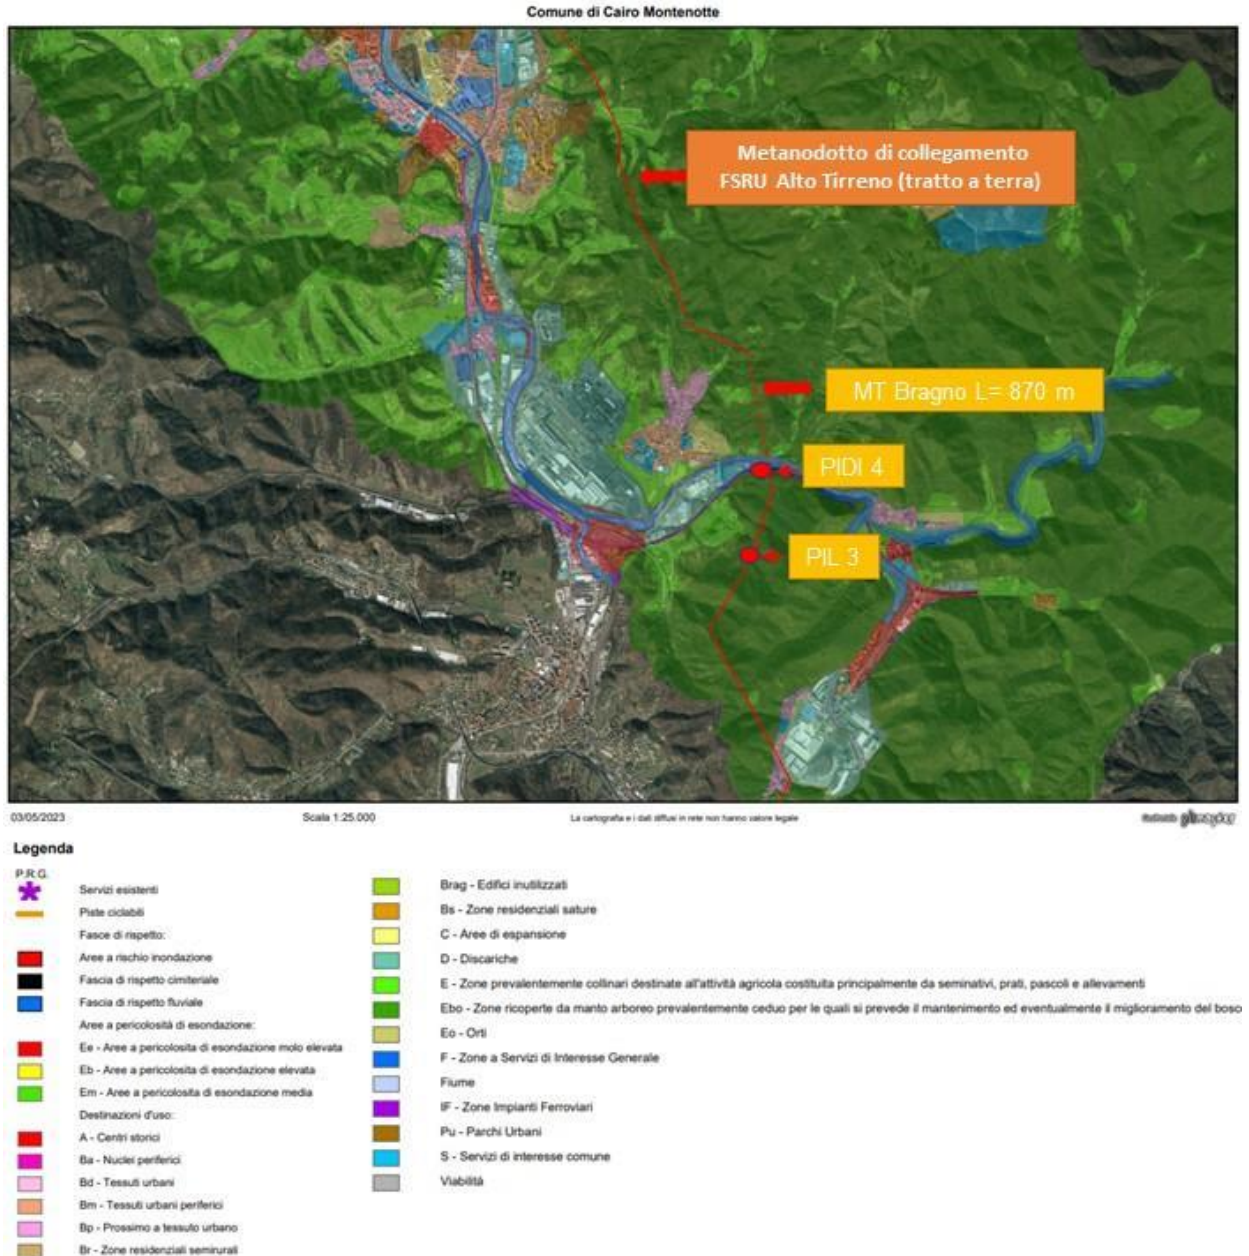 Comune di Cairo Montenotte
Metanodotto di collegamento
FSRU Alto Tirreno (tratto a terra)
MT Bragno L= 870 m
PIDI 4
PIL 3
03/05/2023
Scala 1:25.000
La cartografia e i dati diffusi in rete non hanno valore legale
Legenda
P.R.G.
Servizi esistenti
Piste ciclabili
Fasce di rispetto:
Aree a rischio inondazione
Fascia di rispetto cimiteriale
Fascia di rispetto fluviale
Aree a pericolosità di esondazione:
Ee - Aree a pericolosita di esondazione molo elevata
Eb - Aree a pericolosita di esondazione elevata
Em - Aree a pericolosita di esondazione media
Destinazioni d'uso:
A - Centri storici
Ba - Nuclei periferici
Bd - Tessuti urbani
Bm - Tessuti urbani periferici
Bp - Prossimo a tessuto urbano
Br - Zone residenziali semirurali
Brag - Edifici inutilizzati
Bs - Zone residenziali sature
C - Aree di espansione
D - Discariche
E - Zone prevalentemente collinari destinate all'attività agricola costituita principalmente da seminativi, prati, pascoli e allevamenti
Ebo - Zone ricoperte da manto arboreo prevalentemente ceduo per le quali si prevede il mantenimento ed eventualmente il miglioramento del bosco
Eo - Orti
F - Zone a Servizi di Interesse Generale
Fiume
IF - Zone Impianti Ferroviari
Pu - Parchi Urbani
S - Servizi di interesse comune
Viabilità